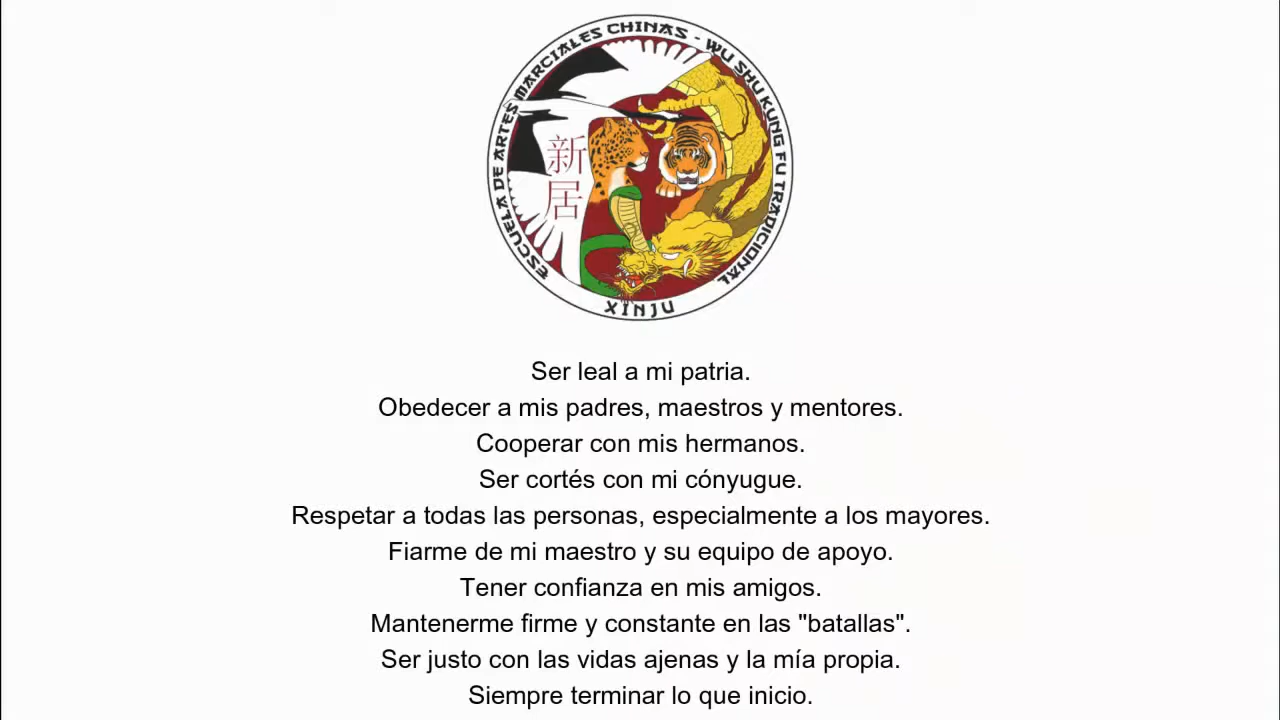 ESCUELA DE ARTES MARCIALES CHINAS - WU SHU KUNG FU TRADICIONAL
新居
XINJU
Ser leal a mi patria.
Obedecer a mis padres, maestros y mentores.
Cooperar con mis hermanos.
Ser cortés con mi cónyugue.
Respetar a todas las personas, especialmente a los mayores.
Fiarme de mi maestro y su equipo de apoyo.
Tener confianza en mis amigos.
Mantenerme firme y constante en las "batallas".
Ser justo con las vidas ajenas y la mía propia.
Siempre terminar lo que inicio.